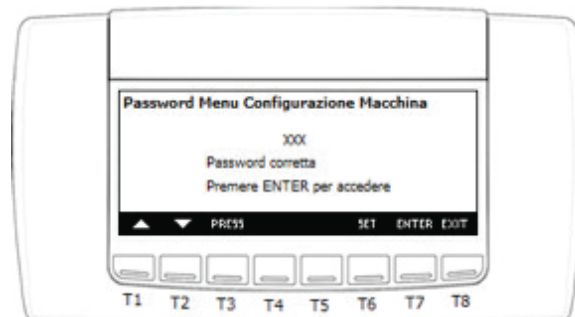 Password Menu Configurazione Macchina
XXX
Password corretta
Premere ENTER per accedere
PRESS SET ENTER EXIT
T1 T2 T3 T4 T5 T6 T7 T8